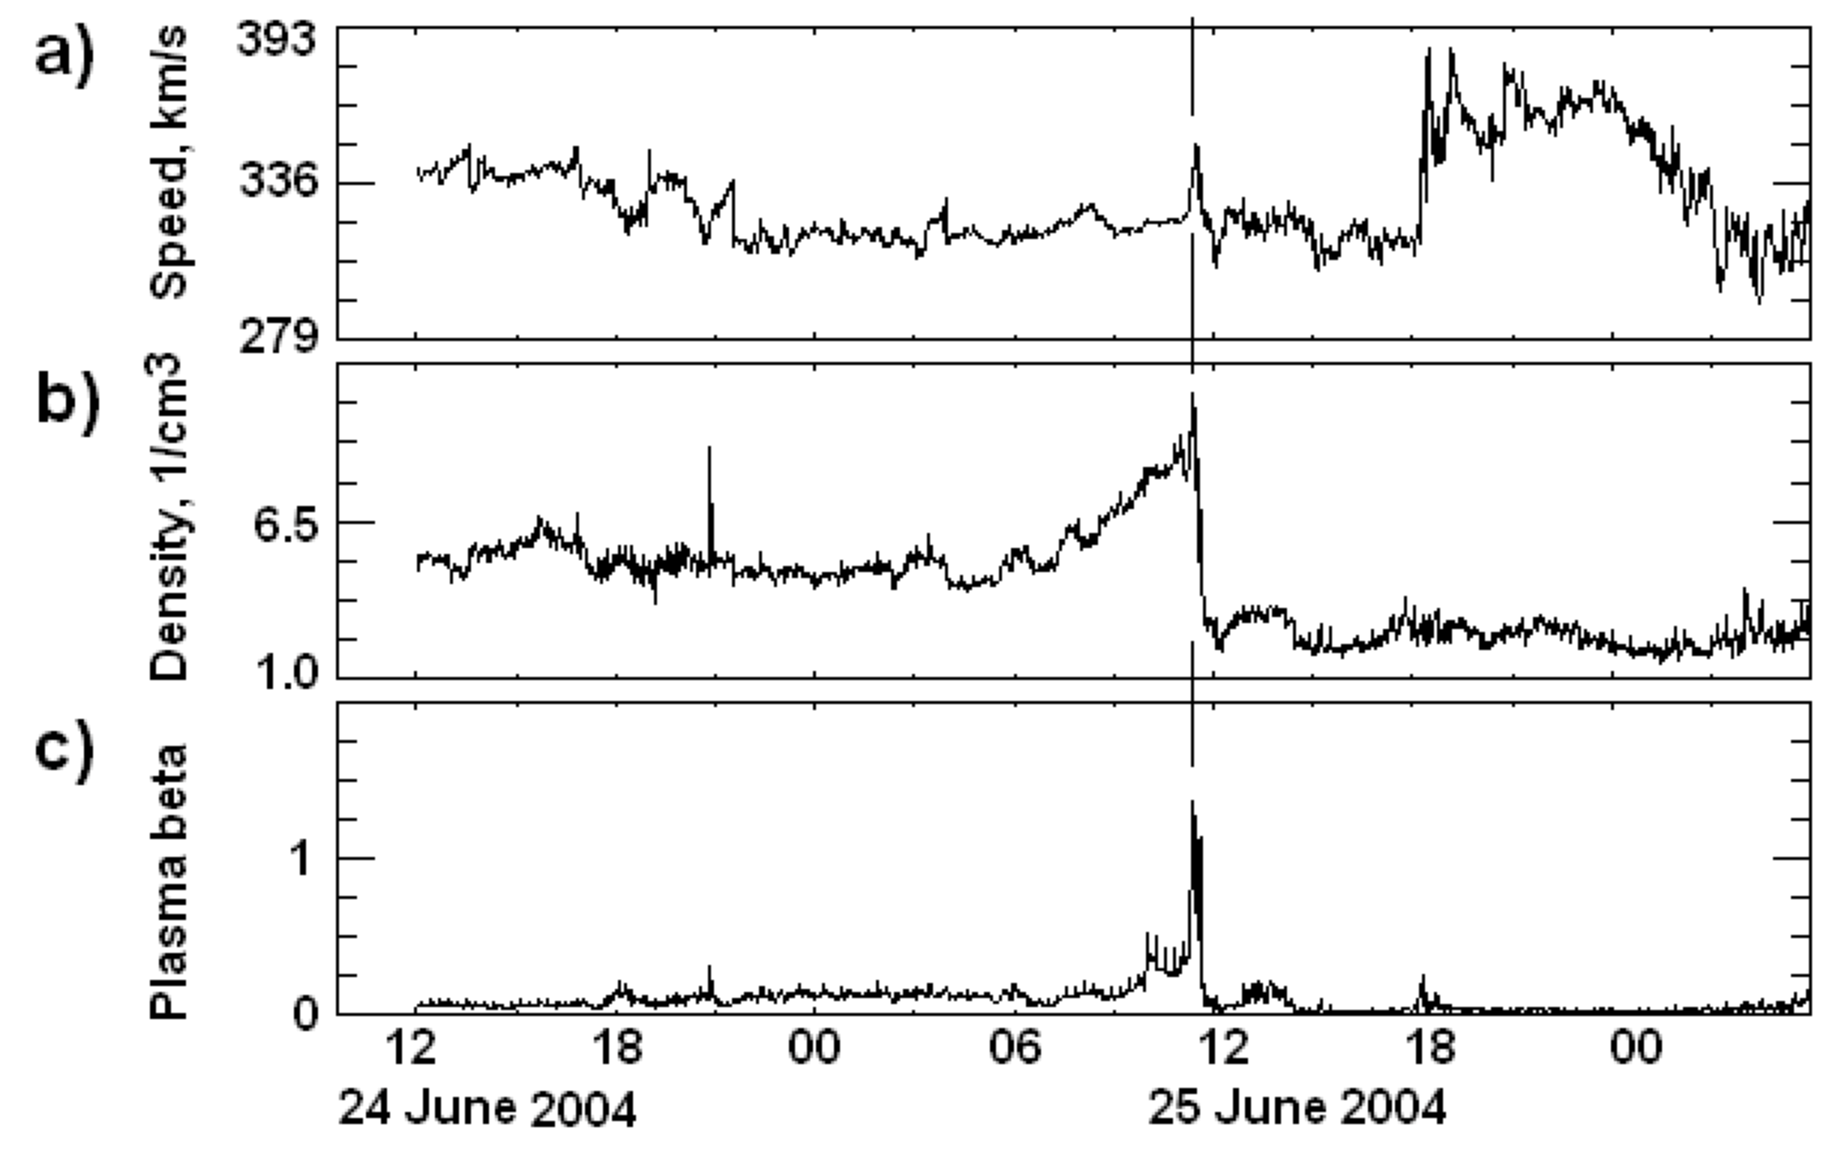 a)
Speed, km/s
393
336
279
b)
Density, 1/cm3
6.5
1.0
c)
Plasma beta
1
0
12 18 00 06 12 18 00
24 June 2004 25 June 2004